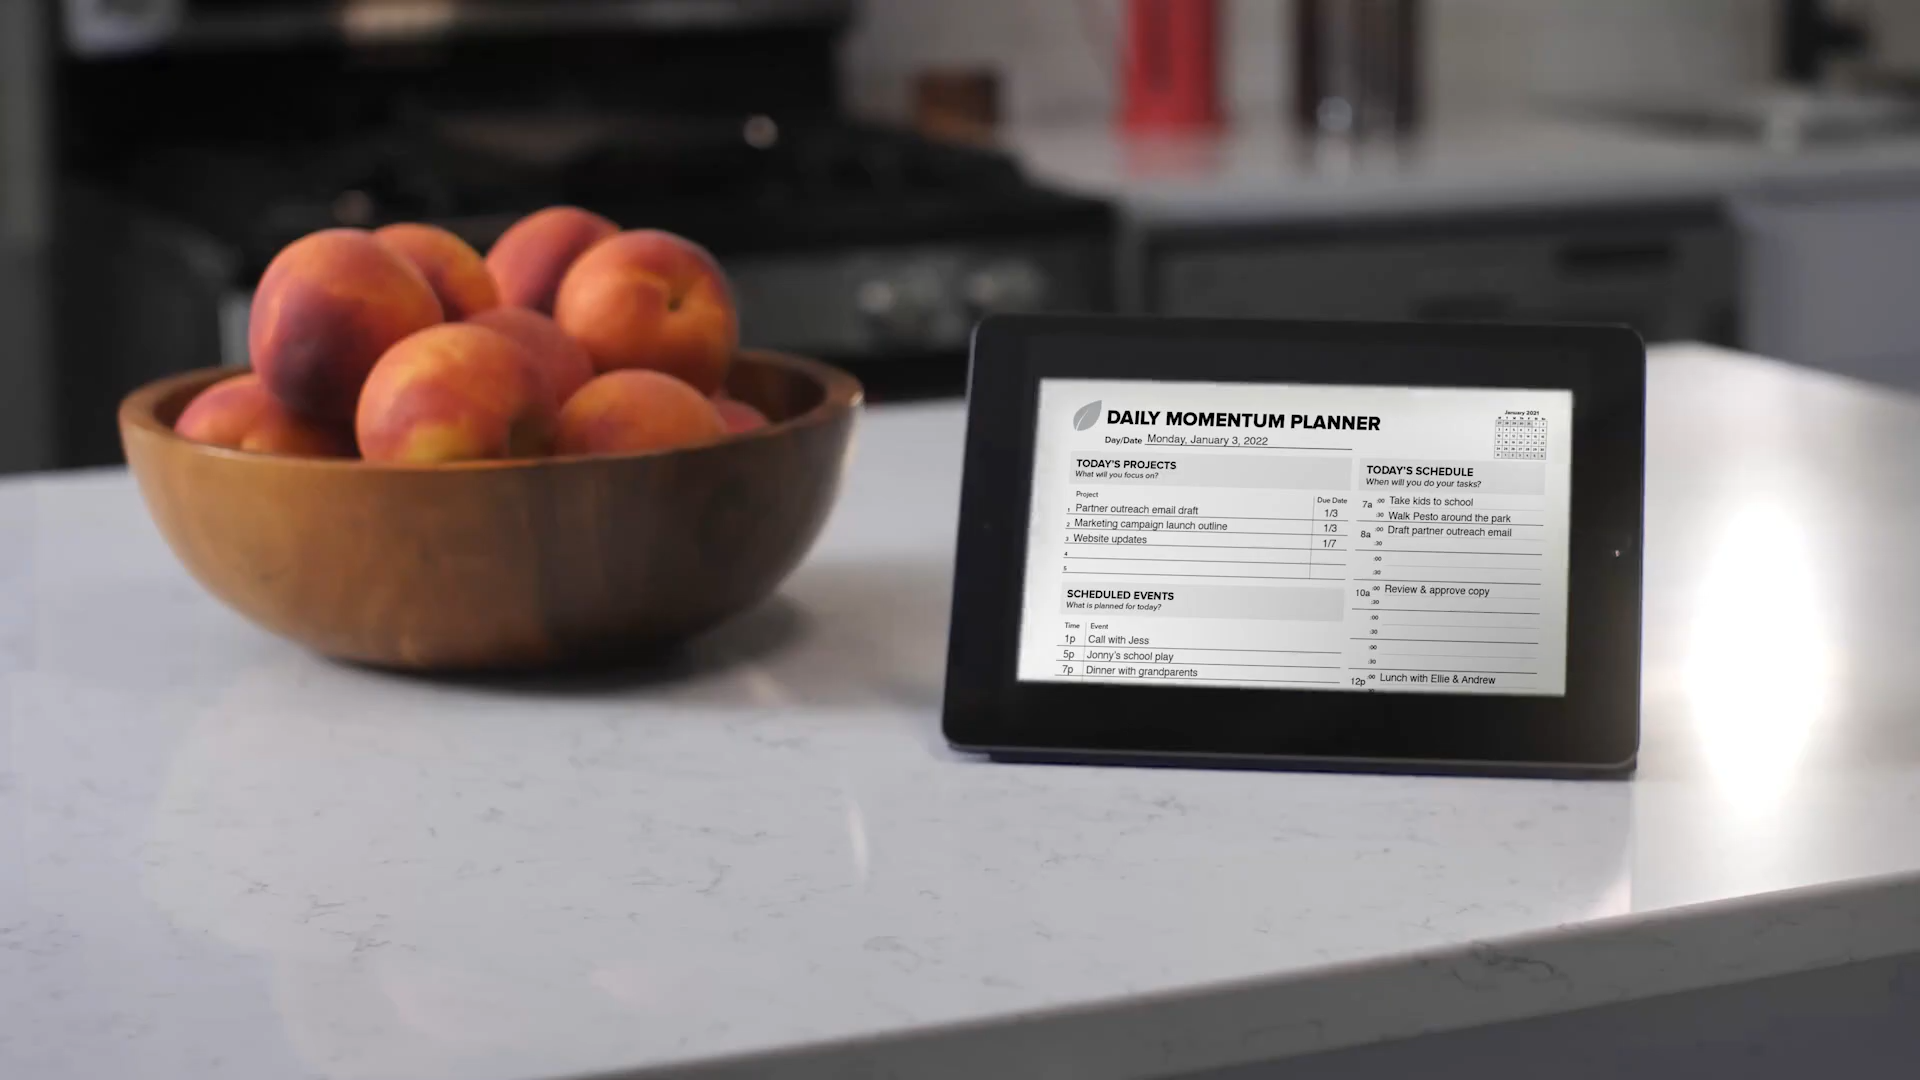 DAILY MOMENTUM PLANNER
Day/Date Monday, January 3, 2022
January 2021
TODAY'S PROJECTS
What will you focus on?
Project Due Date
1 Partner outreach email draft 1/3
2 Marketing campaign launch outline 1/3
3 Website updates 1/7
4
5
SCHEDULED EVENTS
What is planned for today?
Time Event
1p Call with Jess
5p Jonny's school play
7p Dinner with grandparents
TODAY'S SCHEDULE
When will you do your tasks?
7a :00 Take kids to school
:30 Walk Pesto around the park
8a :00 Draft partner outreach email
:30
:00
:30
10a :00 Review & approve copy
:30
:00
:30
:00
:30
12p :00 Lunch with Ellie & Andrew